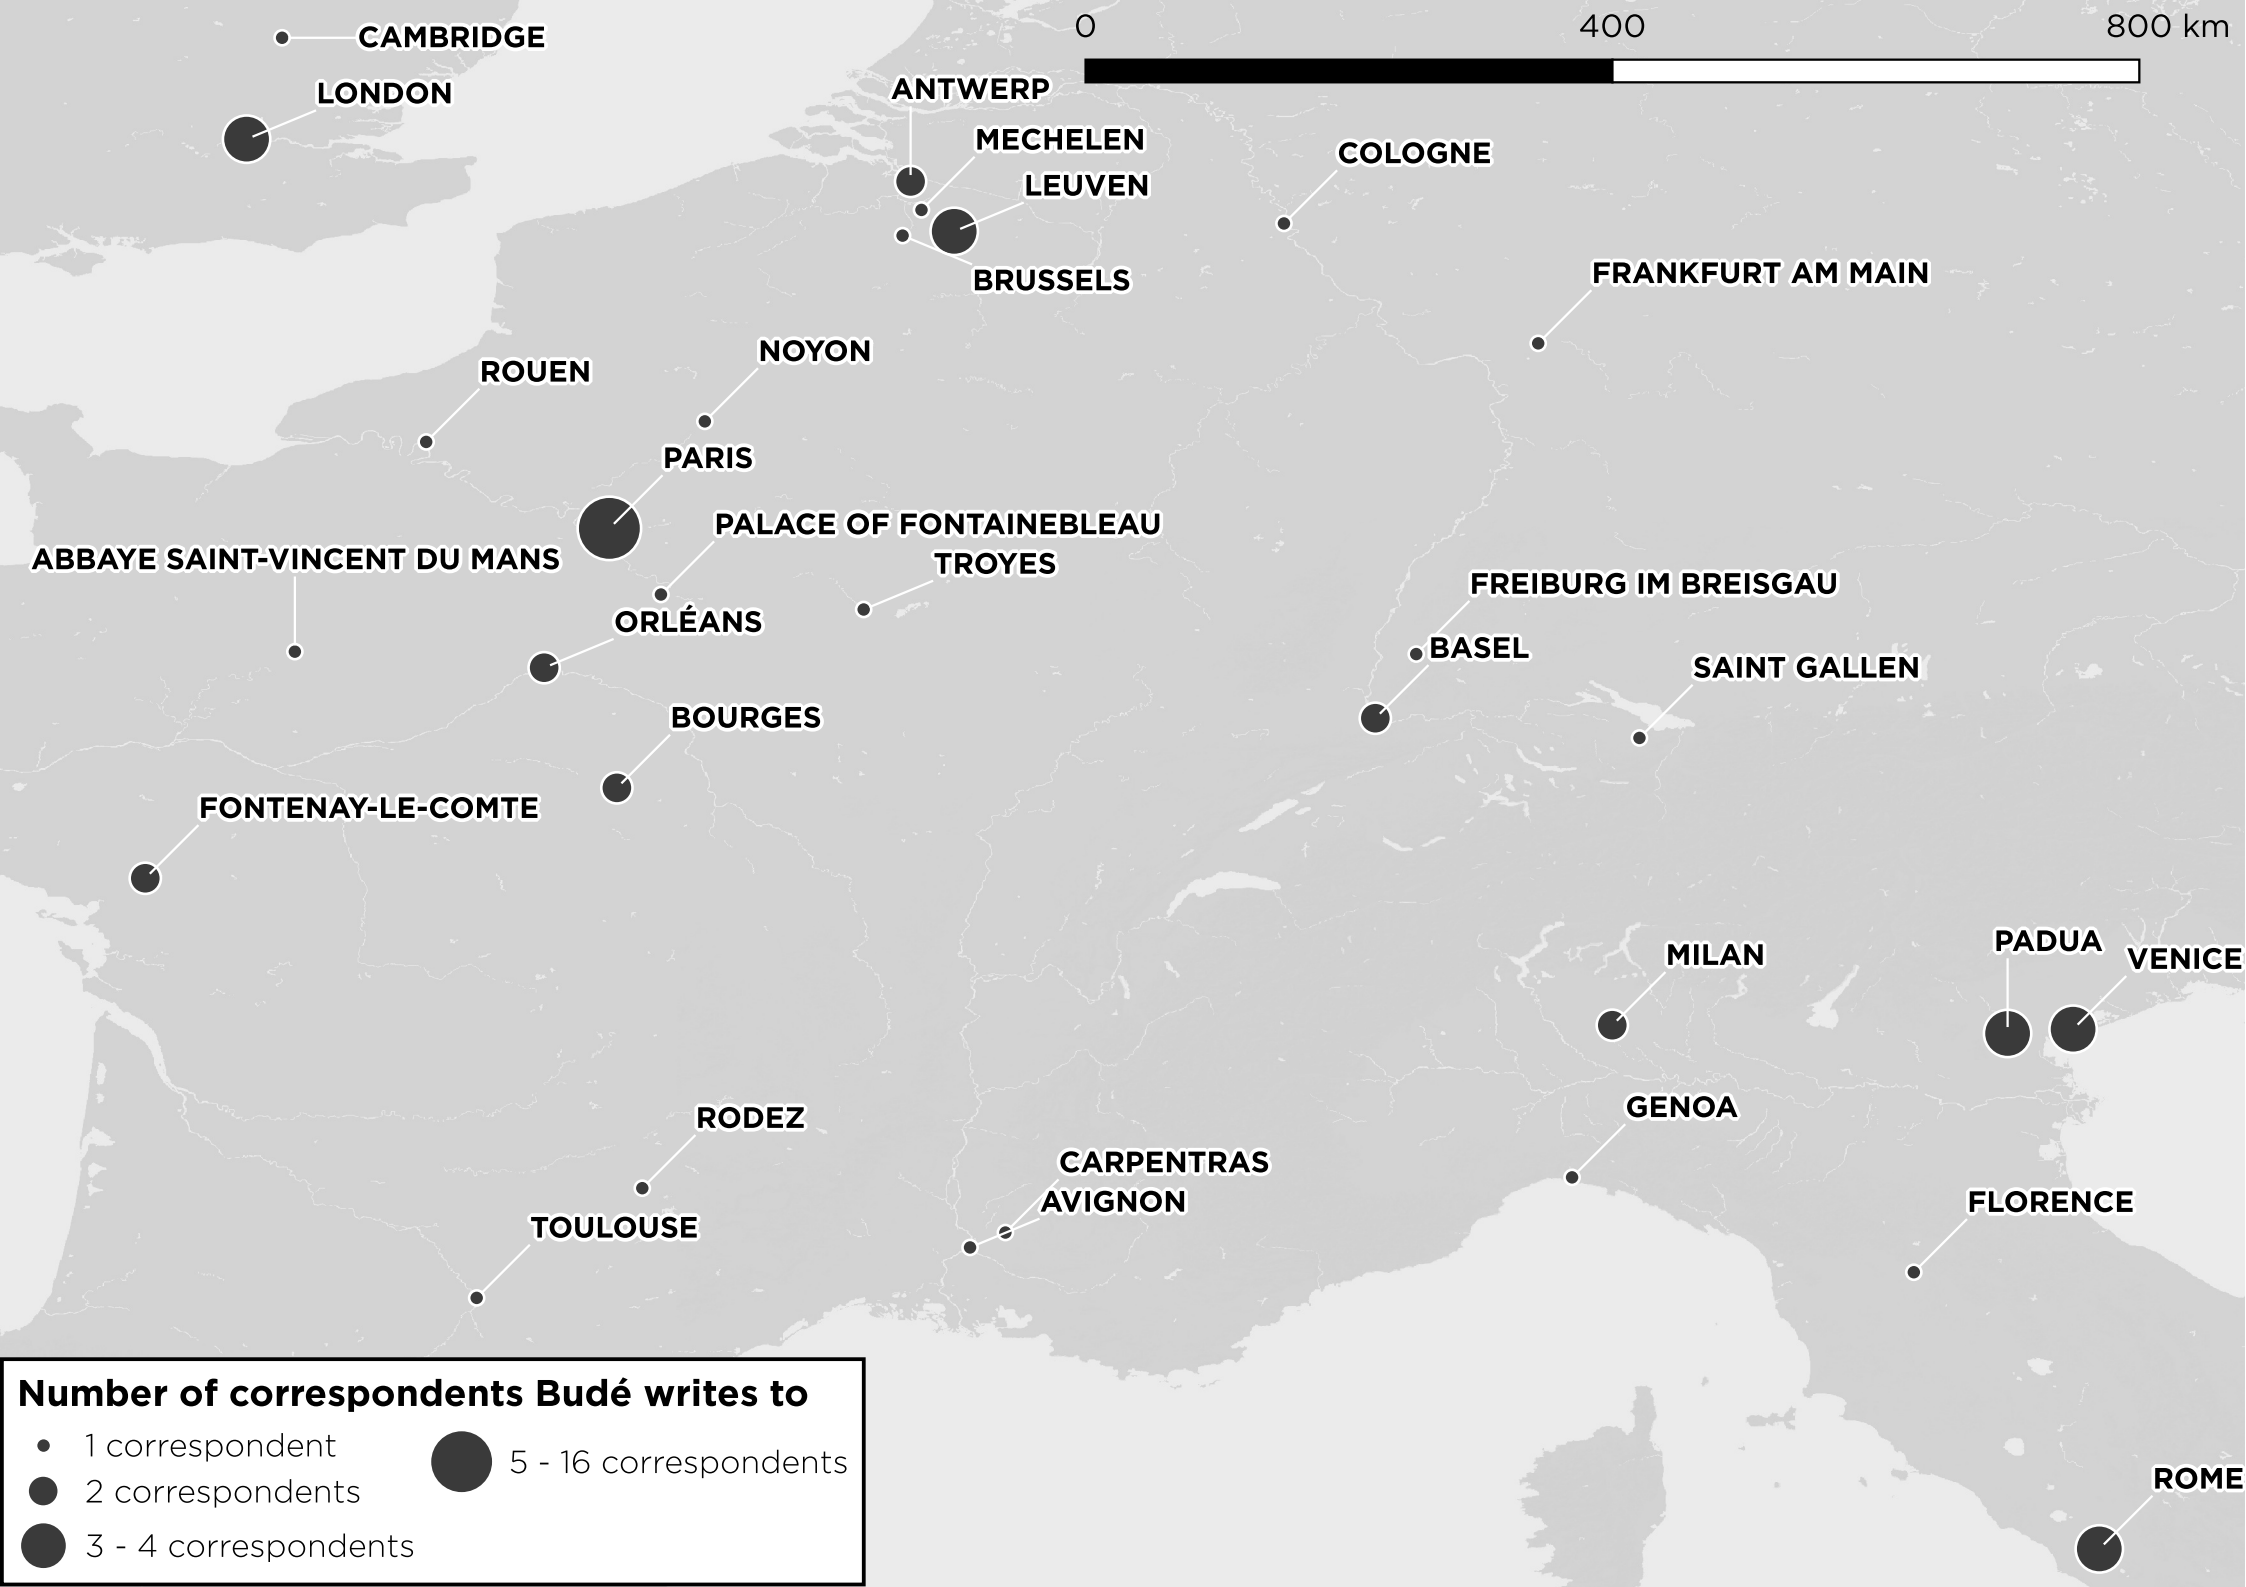 0 400 800 km
CAMBRIDGE
LONDON
ANTWERP
MECHELEN
COLOGNE
LEUVEN
BRUSSELS
FRANKFURT AM MAIN
NOYON
ROUEN
PARIS
PALACE OF FONTAINEBLEAU
ABBAYE SAINT-VINCENT DU MANS
TROYES
FREIBURG IM BREISGAU
ORLÉANS
BASEL
SAINT GALLEN
BOURGES
FONTENAY-LE-COMTE
PADUA
MILAN
VENICE
GENOA
RODEZ
CARPENTRAS
AVIGNON
FLORENCE
TOULOUSE
ROME
Number of correspondents Budé writes to
1 correspondent
2 correspondents
3 - 4 correspondents
5 - 16 correspondents